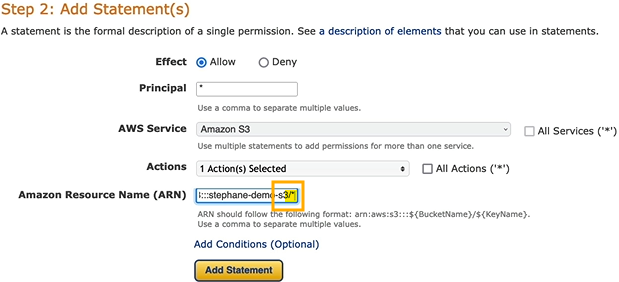 Step 2: Add Statement(s)
A statement is the formal description of a single permission. See a description of elements that you can use in statements.
Effect Allow Deny
Principal *
Use a comma to separate multiple values.
AWS Service Amazon S3 All Services ('*')
Use multiple statements to add permissions for more than one service.
Actions 1 Action(s) Selected All Actions ('*')
Amazon Resource Name (ARN) :::stephane-demo-s3/*
ARN should follow the following format: arn:aws:s3:::${BucketName}/${KeyName}.
Use a comma to separate multiple values.
Add Conditions (Optional)
Add Statement